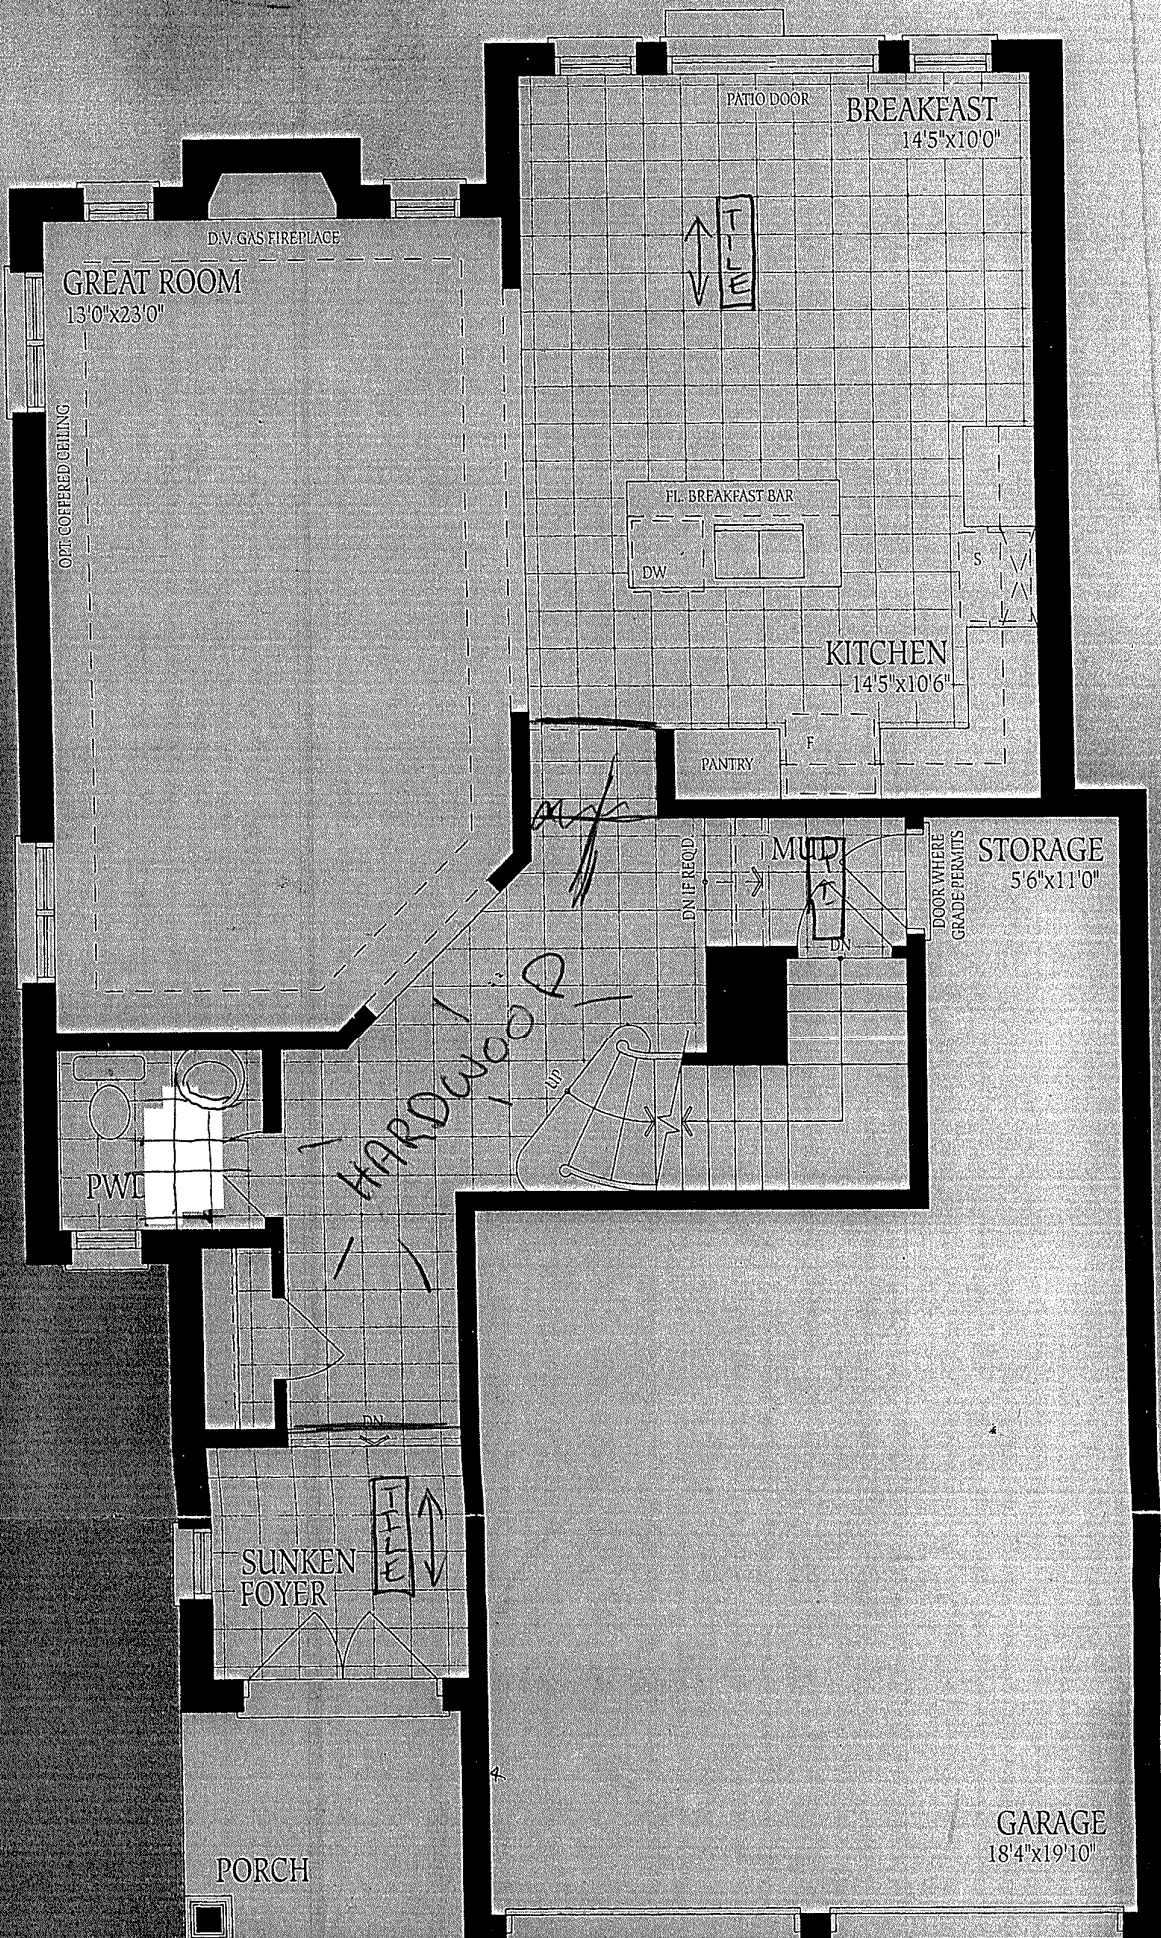 PATIO DOOR
BREAKFAST
14'5"x10'0"
TILE
D.V. GAS FIREPLACE
GREAT ROOM
13'0"x23'0"
OPT. COFFERED CEILING
FL. BREAKFAST BAR
DW
S
KITCHEN
14'5"x10'6"
F
PANTRY
DN IF REQ'D
MUD
DN
DOOR WHERE
GRADE PERMITS
STORAGE
5'6"x11'0"
HARDWOOD
UP
DN
TILE
SUNKEN
FOYER
PORCH
GARAGE
18'4"x19'10"